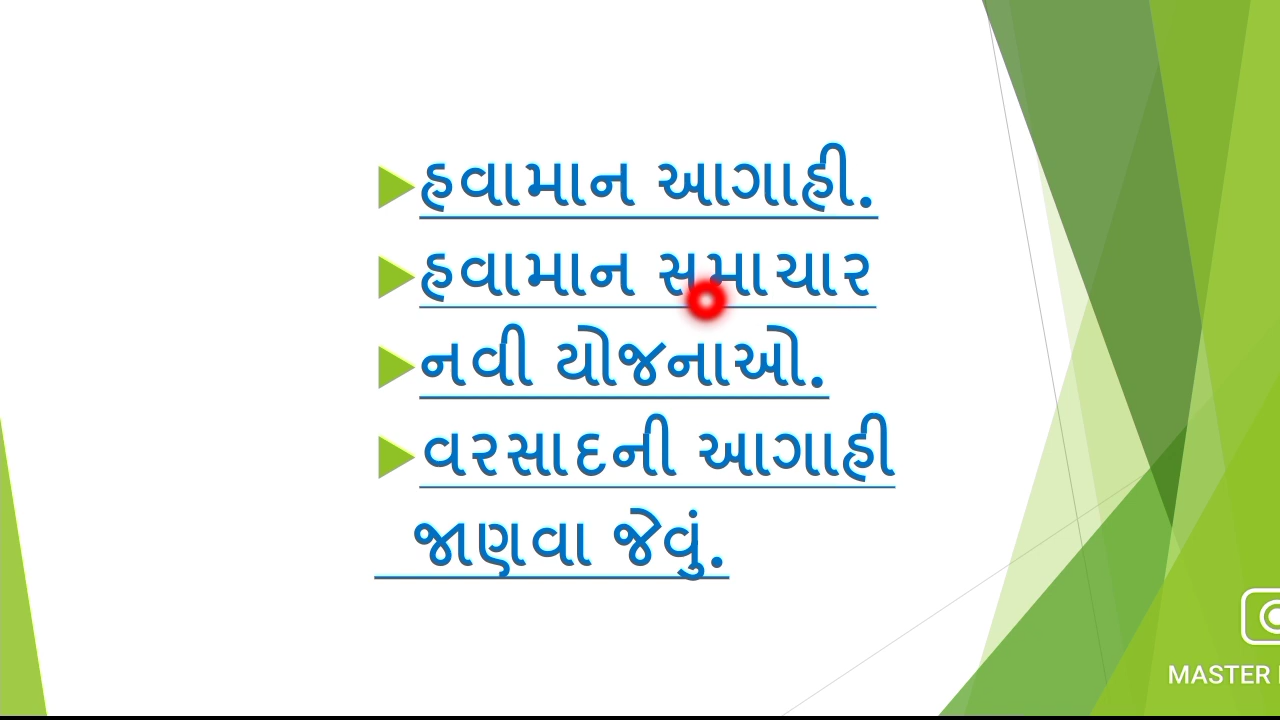 હવામાન આગાહી.
હવામાન સમાચાર
નવી યોજનાઓ.
વરસાદની આગાહી
જાણવા જેવું.
MASTER